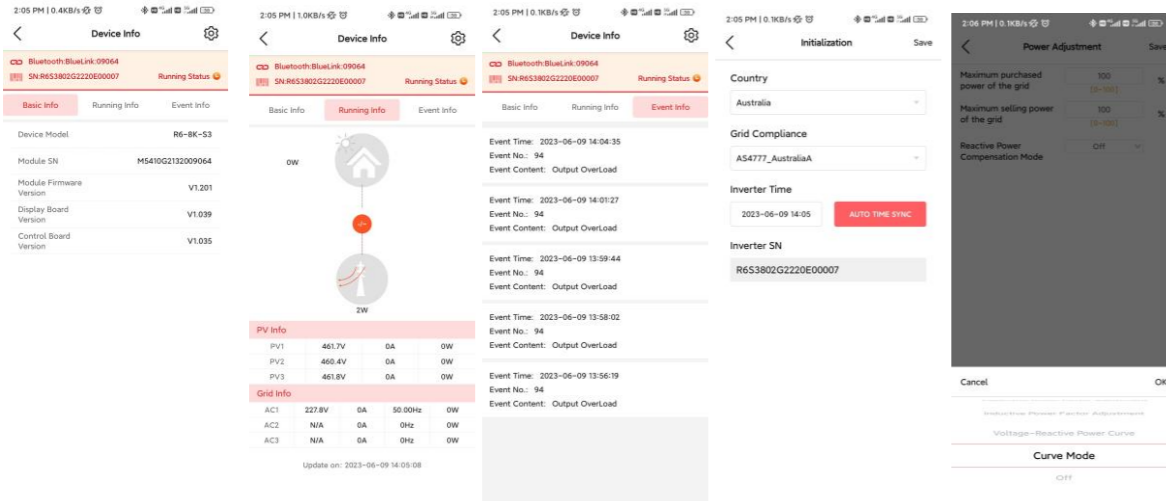 2:05 PM | 0.2KB/s
Device Info
Bluetooth:BlueLink:09064
SN:R6S3802G2220E00007 Running Status
Basic Info Running Info Event Info
Device Model R6-8K-S3
Module SN M5410G2132009064
Module Firmware Version V1.201
Display Board Version V1.039
Control Board Version V1.035
2:05 PM | 1.0KB/s
Device Info
Bluetooth:BlueLink:09064
SN:R6S3802G2220E00007 Running Status
Basic Info Running Info Event Info
0W
2W
PV Info
PV1 461.7V 0A 0W
PV2 460.4V 0A 0W
PV3 461.8V 0A 0W
Grid Info
AC1 227.8V 0A 50.00Hz 0W
AC2 N/A 0A 0Hz 0W
AC3 N/A 0A 0Hz 0W
Update on: 2023-06-09 14:05:08
2:05 PM | 0.1KB/s
Device Info
Bluetooth:BlueLink:09064
SN:R6S3802G2220E00007 Running Status
Basic Info Running Info Event Info
Event Time: 2023-06-09 14:04:35
Event No.: 94
Event Content: Output OverLoad
Event Time: 2023-06-09 14:01:27
Event No.: 94
Event Content: Output OverLoad
Event Time: 2023-06-09 13:59:44
Event No.: 94
Event Content: Output OverLoad
Event Time: 2023-06-09 13:58:02
Event No.: 94
Event Content: Output OverLoad
Event Time: 2023-06-09 13:56:19
Event No.: 94
Event Content: Output OverLoad
2:05 PM | 0.1KB/s
Initialization Save
Country
Australia
Grid Compliance
AS4777_AustraliaA
Inverter Time
2023-06-09 14:05 AUTO TIME SYNC
Inverter SN
R6S3802G2220E00007
2:06 PM | 0.1KB/s
Power Adjustment Save
Maximum purchased power of the grid 100 %
[0~100]
Maximum selling power of the grid 100 %
[0~100]
Reactive Power Compensation Mode Off
Cancel OK
Inductive Power Factor Adjustment
Voltage-Reactive Power Curve
Curve Mode
Off